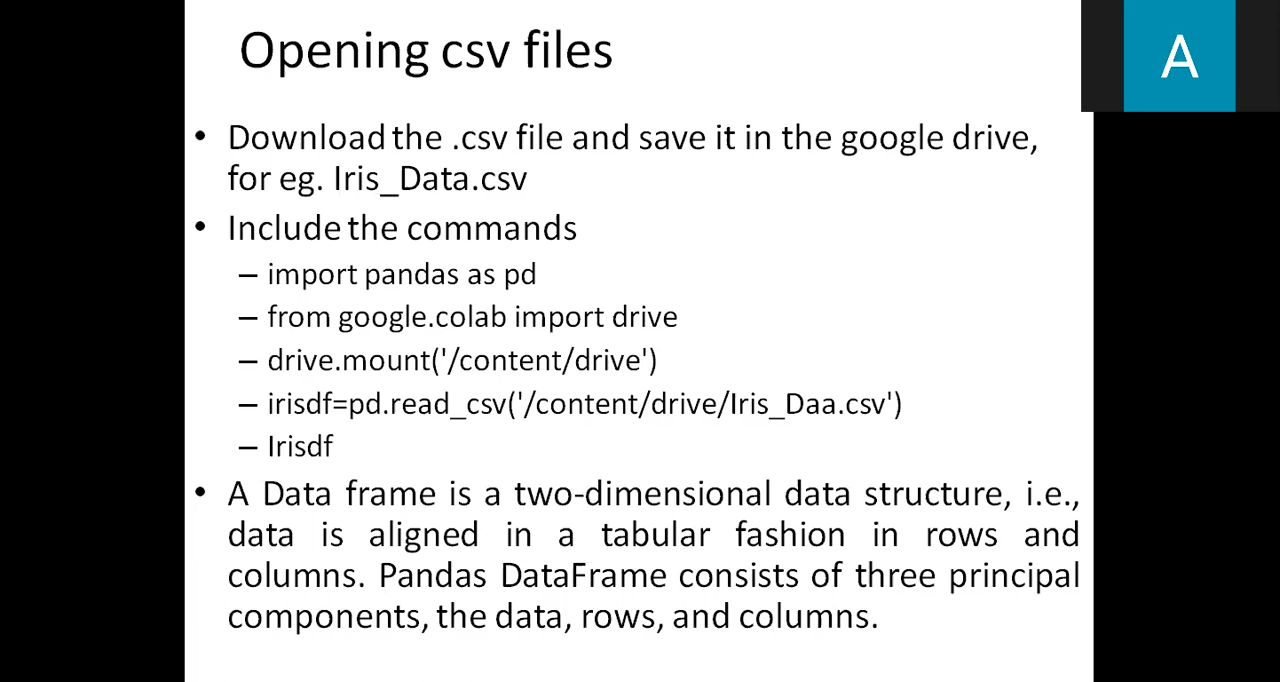 Opening csv files
A
• Download the .csv file and save it in the google drive,
for eg. Iris_Data.csv
• Include the commands
– import pandas as pd
– from google.colab import drive
– drive.mount('/content/drive')
– irisdf=pd.read_csv('/content/drive/Iris_Daa.csv')
– Irisdf
• A Data frame is a two-dimensional data structure, i.e.,
data is aligned in a tabular fashion in rows and
columns. Pandas DataFrame consists of three principal
components, the data, rows, and columns.